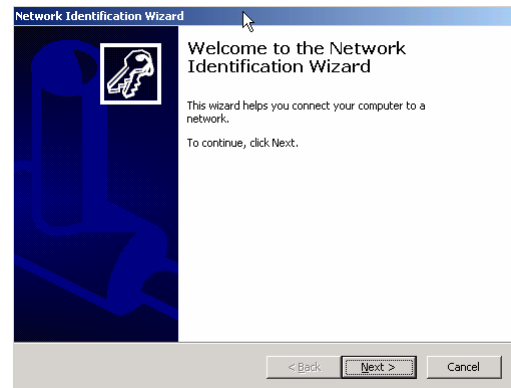 Network Identification Wizard
Welcome to the Network
Identification Wizard
This wizard helps you connect your computer to a
network.
To continue, click Next.
< Back Next > Cancel